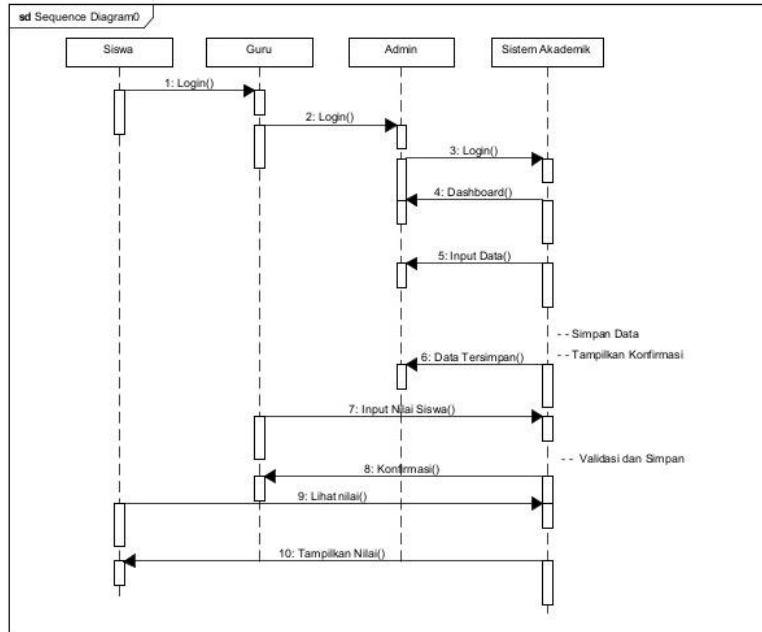 sd Sequence Diagram0
Siswa
Guru
Admin
Sistem Akademik
1: Login()
2: Login()
3: Login()
4: Dashboard()
5: Input Data()
- - Simpan Data
- - Tampilkan Konfirmasi
6: Data Tersimpan()
7: Input Nilai Siswa()
- - Validasi dan Simpan
8: Konfirmasi()
9: Lihat nilai()
10: Tampilkan Nilai()